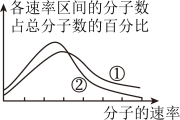 各速率区间的分子数
占总分子数的百分比
①
②
分子的速率